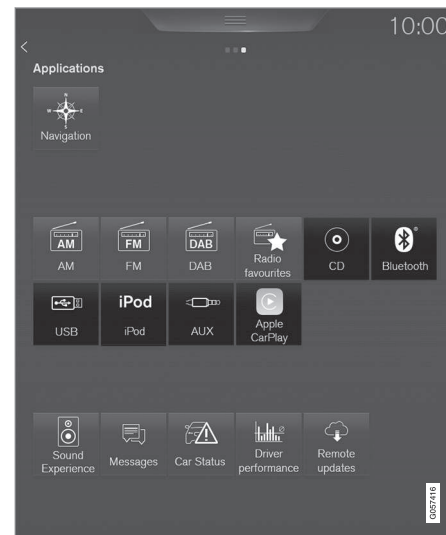 10:00
Applications
N
W E
S
Navigation
AM FM DAB
AM FM DAB Radio
favourites CD Bluetooth
iPod
USB iPod AUX Apple
CarPlay
Sound
Experience Messages Car Status Driver
performance Remote
updates
G057416